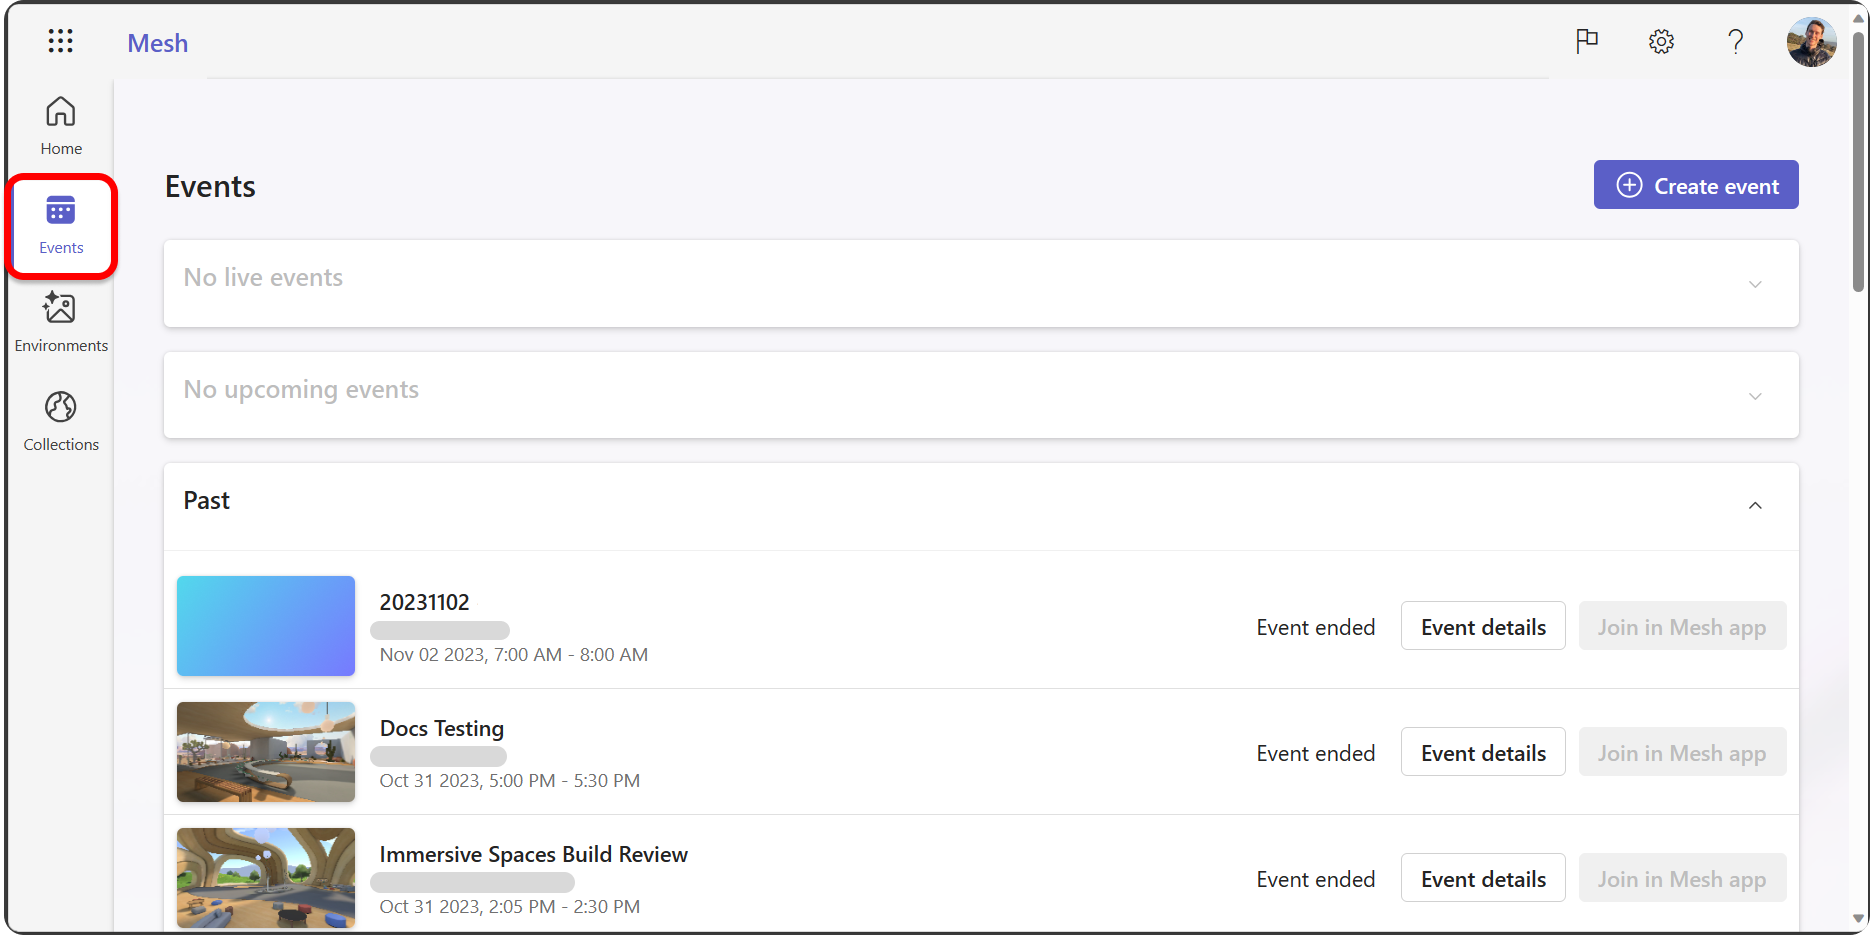 Mesh
Home
Events
Environments
Collections
Events
Create event
No live events
No upcoming events
Past
20231102
Nov 02 2023, 7:00 AM - 8:00 AM
Event ended
Event details
Join in Mesh app
Docs Testing
Oct 31 2023, 5:00 PM - 5:30 PM
Event ended
Event details
Join in Mesh app
Immersive Spaces Build Review
Oct 31 2023, 2:05 PM - 2:30 PM
Event ended
Event details
Join in Mesh app